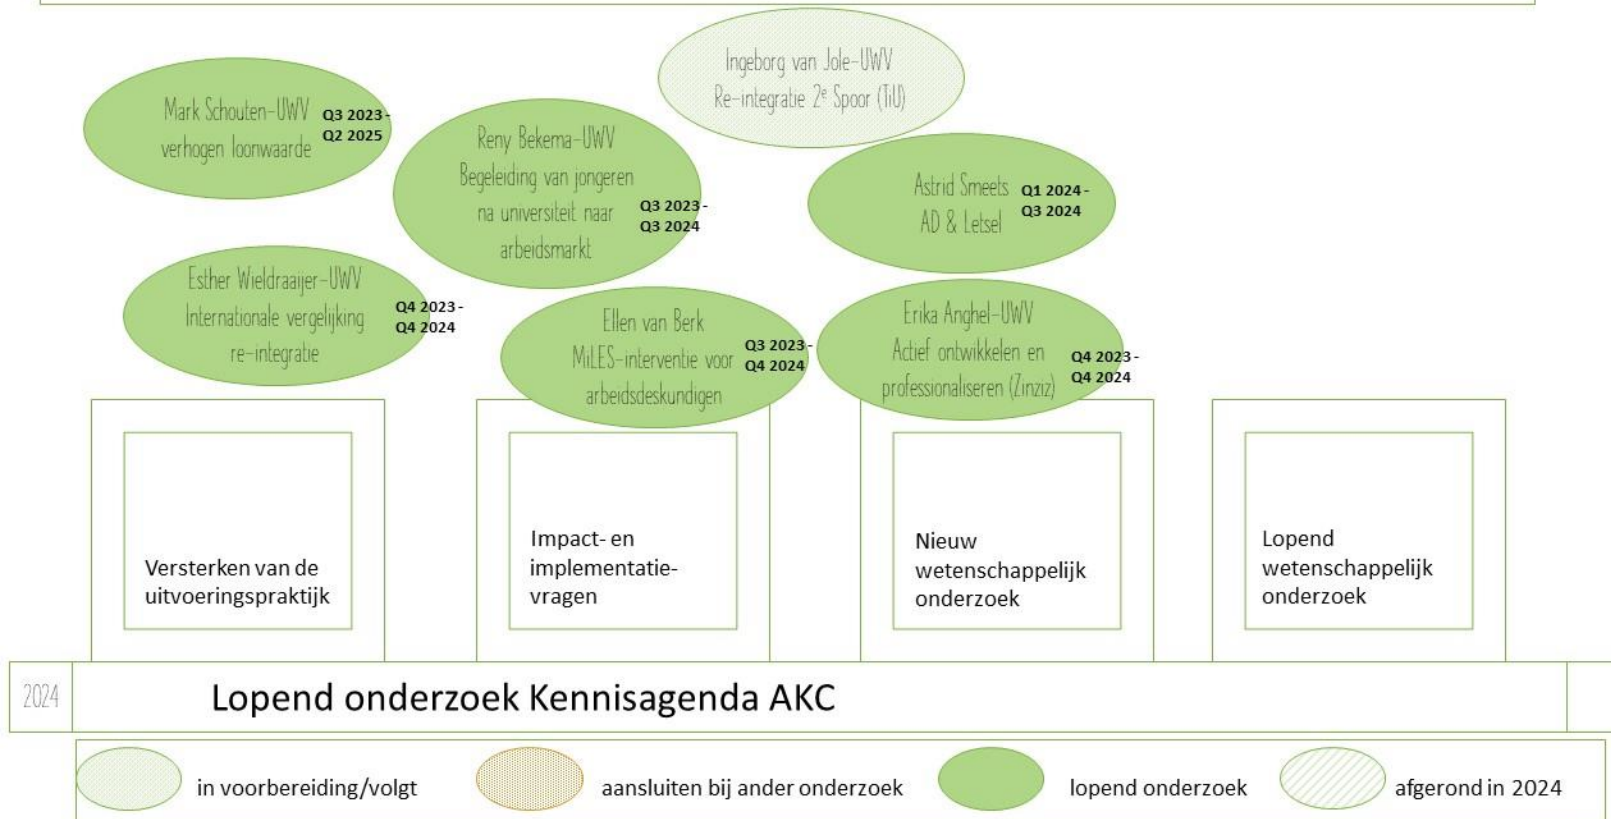 Ingeborg van Jole-UWV
Re-integratie 2e Spoor (TiU)
Mark Schouten-UWV
verhogen loonwaarde
Q3 2023 -
Q2 2025
Reny Bekema-UWV
Begeleiding van jongeren
na universiteit naar
arbeidsmarkt
Q3 2023 -
Q3 2024
Astrid Smeets
AD & Letsel
Q1 2024 -
Q3 2024
Esther Wieldraaijer-UWV
Internationale vergelijking
re-integratie
Q4 2023 -
Q4 2024
Ellen van Berk
MiLES-interventie voor
arbeidsdeskundigen
Q3 2023 -
Q4 2024
Erika Anghel-UWV
Actief ontwikkelen en
professionaliseren (Zinziz)
Q4 2023 -
Q4 2024
Versterken van de
uitvoeringspraktijk
Impact- en
implementatie-
vragen
Nieuw
wetenschappelijk
onderzoek
Lopend
wetenschappelijk
onderzoek
2024
Lopend onderzoek Kennisagenda AKC
in voorbereiding/volgt
aansluiten bij ander onderzoek
lopend onderzoek
afgerond in 2024